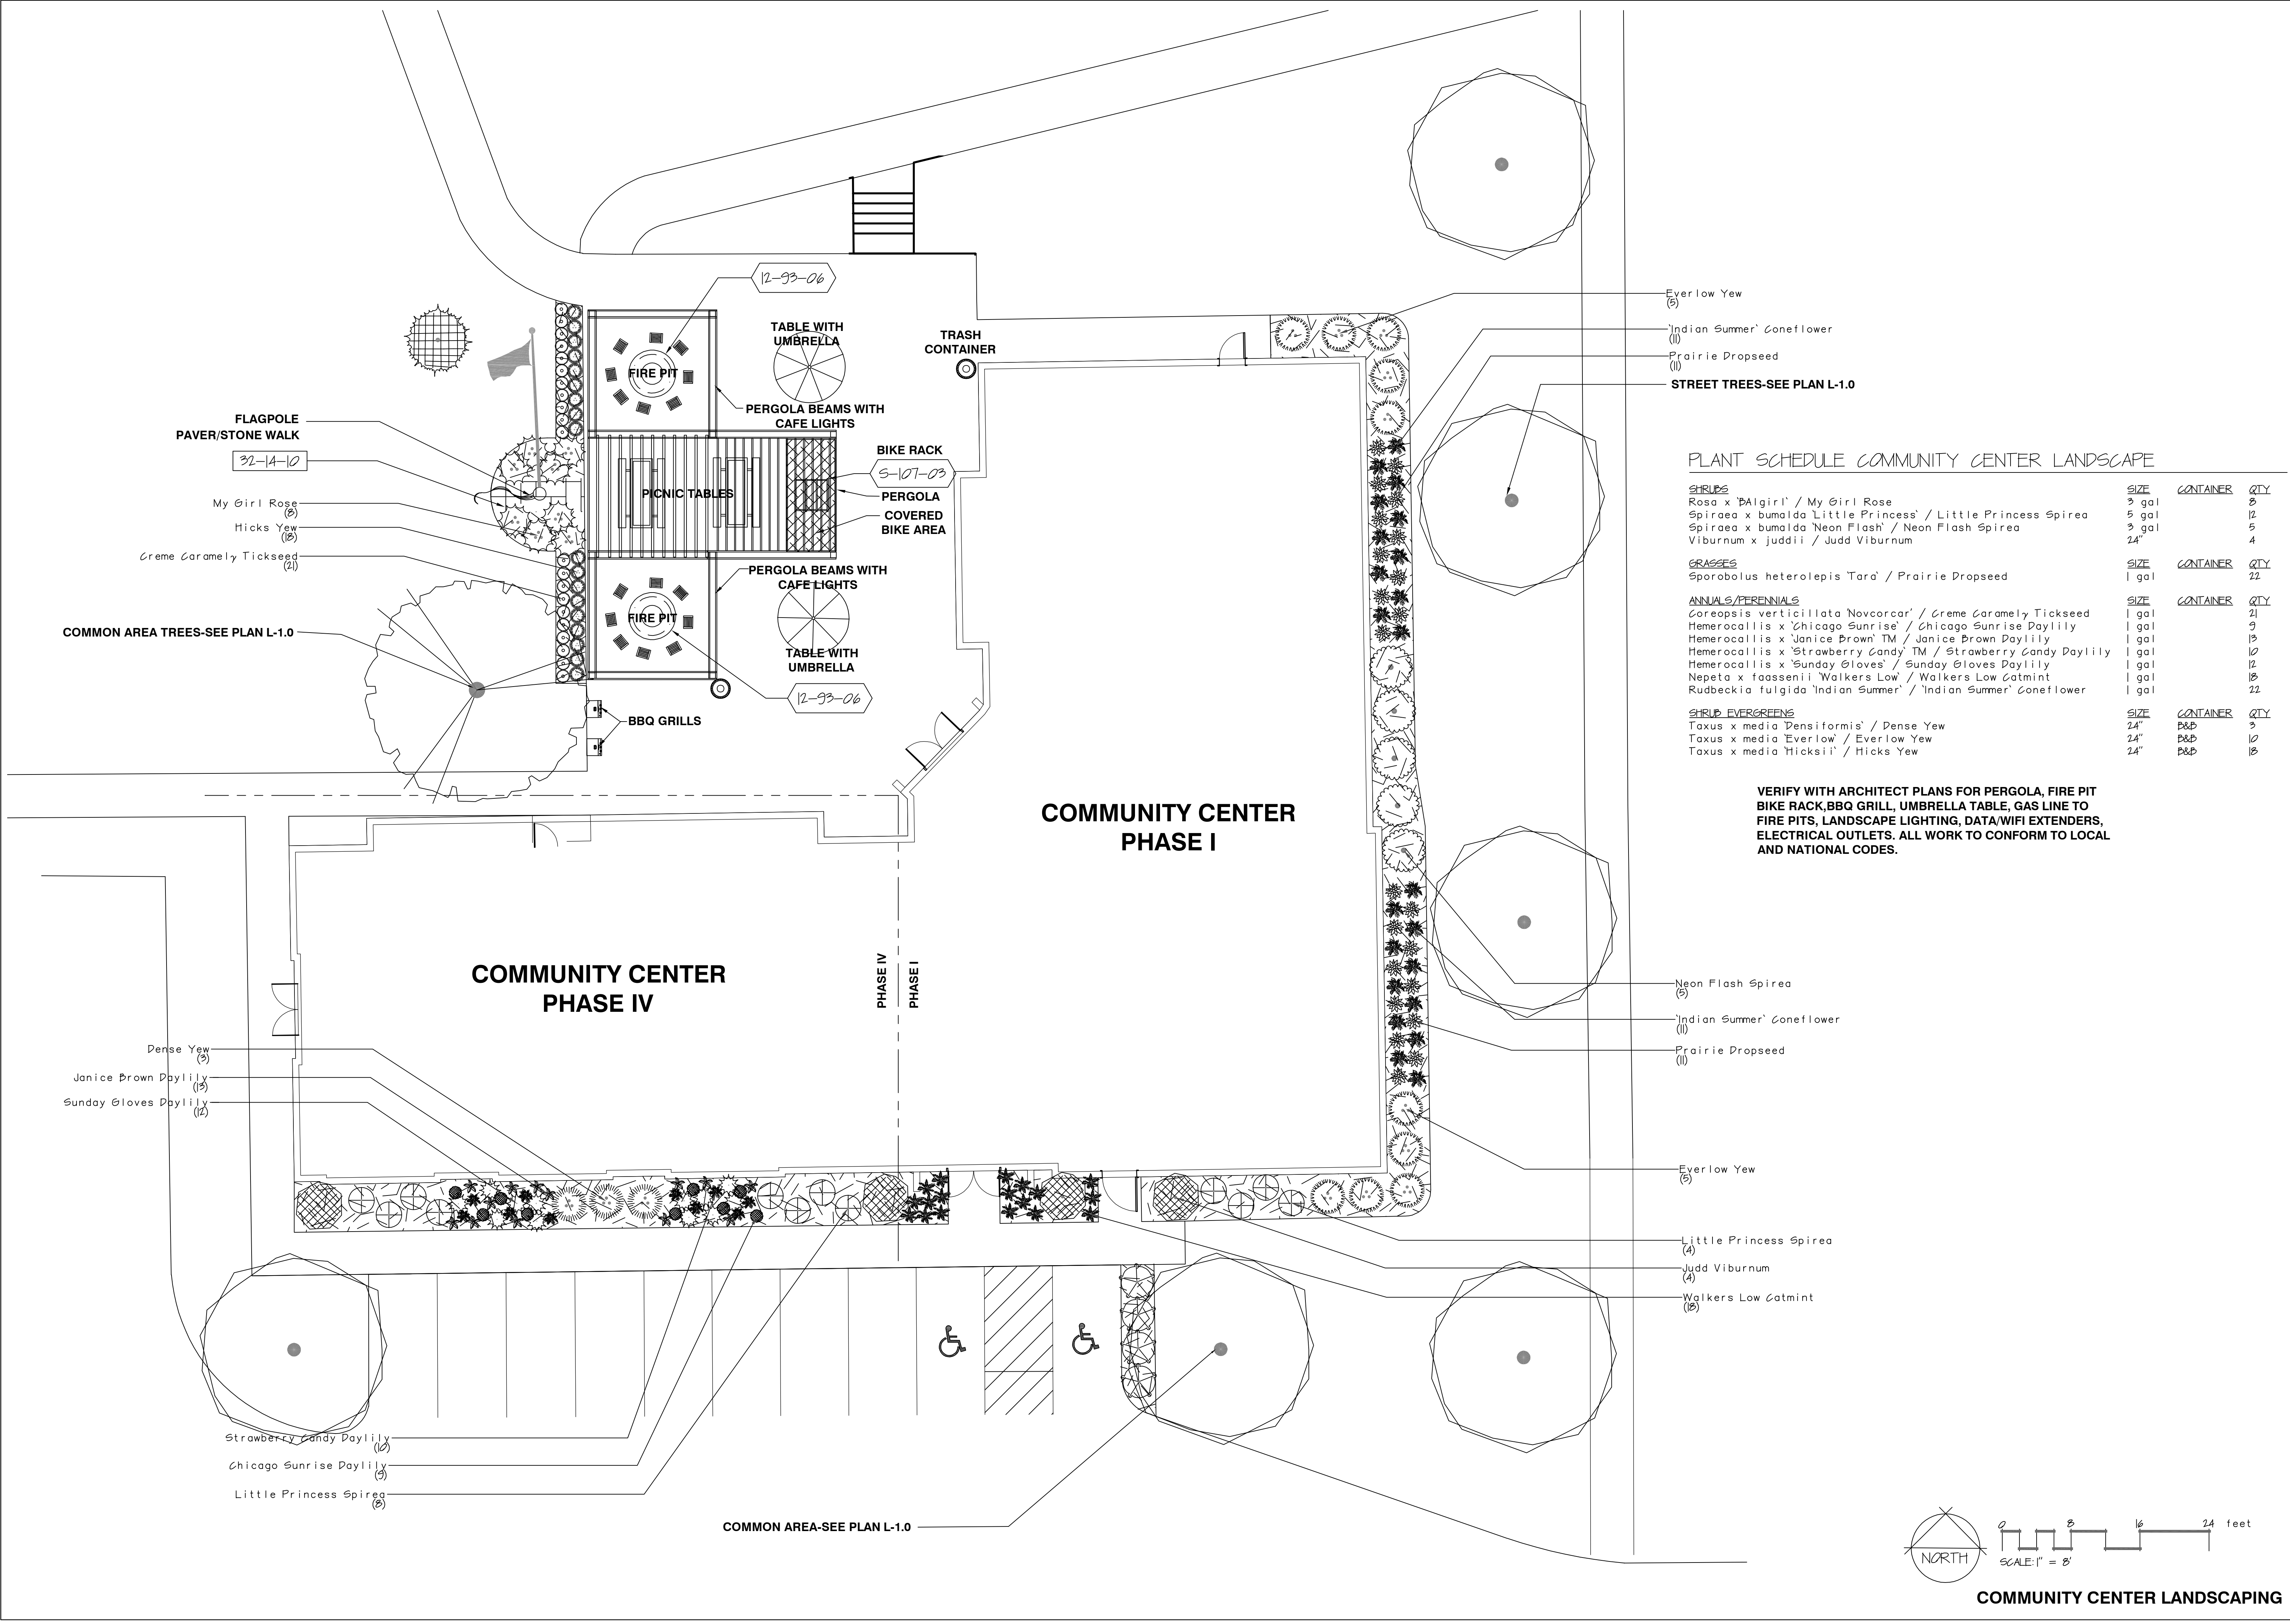 12-93-06
TABLE WITH
UMBRELLA
TRASH
CONTAINER
FIRE PIT
PERGOLA BEAMS WITH
CAFE LIGHTS
FLAGPOLE
PAVER/STONE WALK
32-14-10
My Girl Rose
(8)
Hicks Yew
(18)
Creme Caramely Tickseed
(21)
COMMON AREA TREES-SEE PLAN L-1.0
BIKE RACK
S-107-03
PICNIC TABLES
PERGOLA
COVERED
BIKE AREA
PERGOLA BEAMS WITH
CAFE LIGHTS
FIRE PIT
TABLE WITH
UMBRELLA
12-93-06
BBQ GRILLS
Everlow Yew
(5)
'Indian Summer' Coneflower
(11)
Prairie Dropseed
(11)
STREET TREES-SEE PLAN L-1.0
PLANT SCHEDULE COMMUNITY CENTER LANDSCAPE
SHRUBS SIZE CONTAINER QTY
Rosa x 'BAIgirl' / My Girl Rose 3 gal 8
Spiraea x bumalda 'Little Princess' / Little Princess Spirea 5 gal 12
Spiraea x bumalda 'Neon Flash' / Neon Flash Spirea 3 gal 5
Viburnum x juddii / Judd Viburnum 24" 4
GRASSES SIZE CONTAINER QTY
Sporobolus heterolepis 'Tara' / Prairie Dropseed 1 gal 22
ANNUALS/PERENNIALS SIZE CONTAINER QTY
Coreopsis verticillata 'Novcorcar' / Creme Caramely Tickseed 1 gal 21
Hemerocallis x 'Chicago Sunrise' / Chicago Sunrise Daylily 1 gal 9
Hemerocallis x 'Janice Brown' TM / Janice Brown Daylily 1 gal 13
Hemerocallis x 'Strawberry Candy' TM / Strawberry Candy Daylily 1 gal 10
Hemerocallis x 'Sunday Gloves' / Sunday Gloves Daylily 1 gal 12
Nepeta x faassenii 'Walkers Low' / Walkers Low Catmint 1 gal 18
Rudbeckia fulgida 'Indian Summer' / 'Indian Summer' Coneflower 1 gal 22
SHRUB EVERGREENS SIZE CONTAINER QTY
Taxus x media 'Densiformis' / Dense Yew 24" B&B 3
Taxus x media 'Everlow' / Everlow Yew 24" B&B 10
Taxus x media 'Hicksii' / Hicks Yew 24" B&B 18
VERIFY WITH ARCHITECT PLANS FOR PERGOLA, FIRE PIT
BIKE RACK,BBQ GRILL, UMBRELLA TABLE, GAS LINE TO
FIRE PITS, LANDSCAPE LIGHTING, DATA/WIFI EXTENDERS,
ELECTRICAL OUTLETS. ALL WORK TO CONFORM TO LOCAL
AND NATIONAL CODES.
COMMUNITY CENTER
PHASE I
COMMUNITY CENTER
PHASE IV
PHASE IV
PHASE I
Dense Yew
(3)
Janice Brown Daylily
(13)
Sunday Gloves Daylily
(12)
Neon Flash Spirea
(5)
'Indian Summer' Coneflower
(11)
Prairie Dropseed
(11)
Everlow Yew
(5)
Little Princess Spirea
(4)
Judd Viburnum
(4)
Walkers Low Catmint
(18)
Strawberry Candy Daylily
(10)
Chicago Sunrise Daylily
(9)
Little Princess Spirea
(8)
COMMON AREA-SEE PLAN L-1.0
NORTH
0 8 16 24 feet
SCALE: 1" = 8'
COMMUNITY CENTER LANDSCAPING